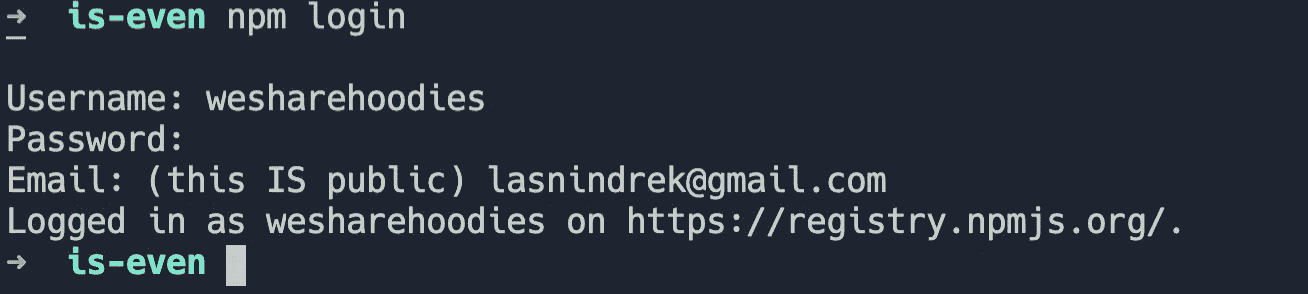 ➜  is-even npm login
Username: wesharehoodies
Password:
Email: (this IS public) lasnindrek@gmail.com
Logged in as wesharehoodies on https://registry.npmjs.org/.
➜  is-even